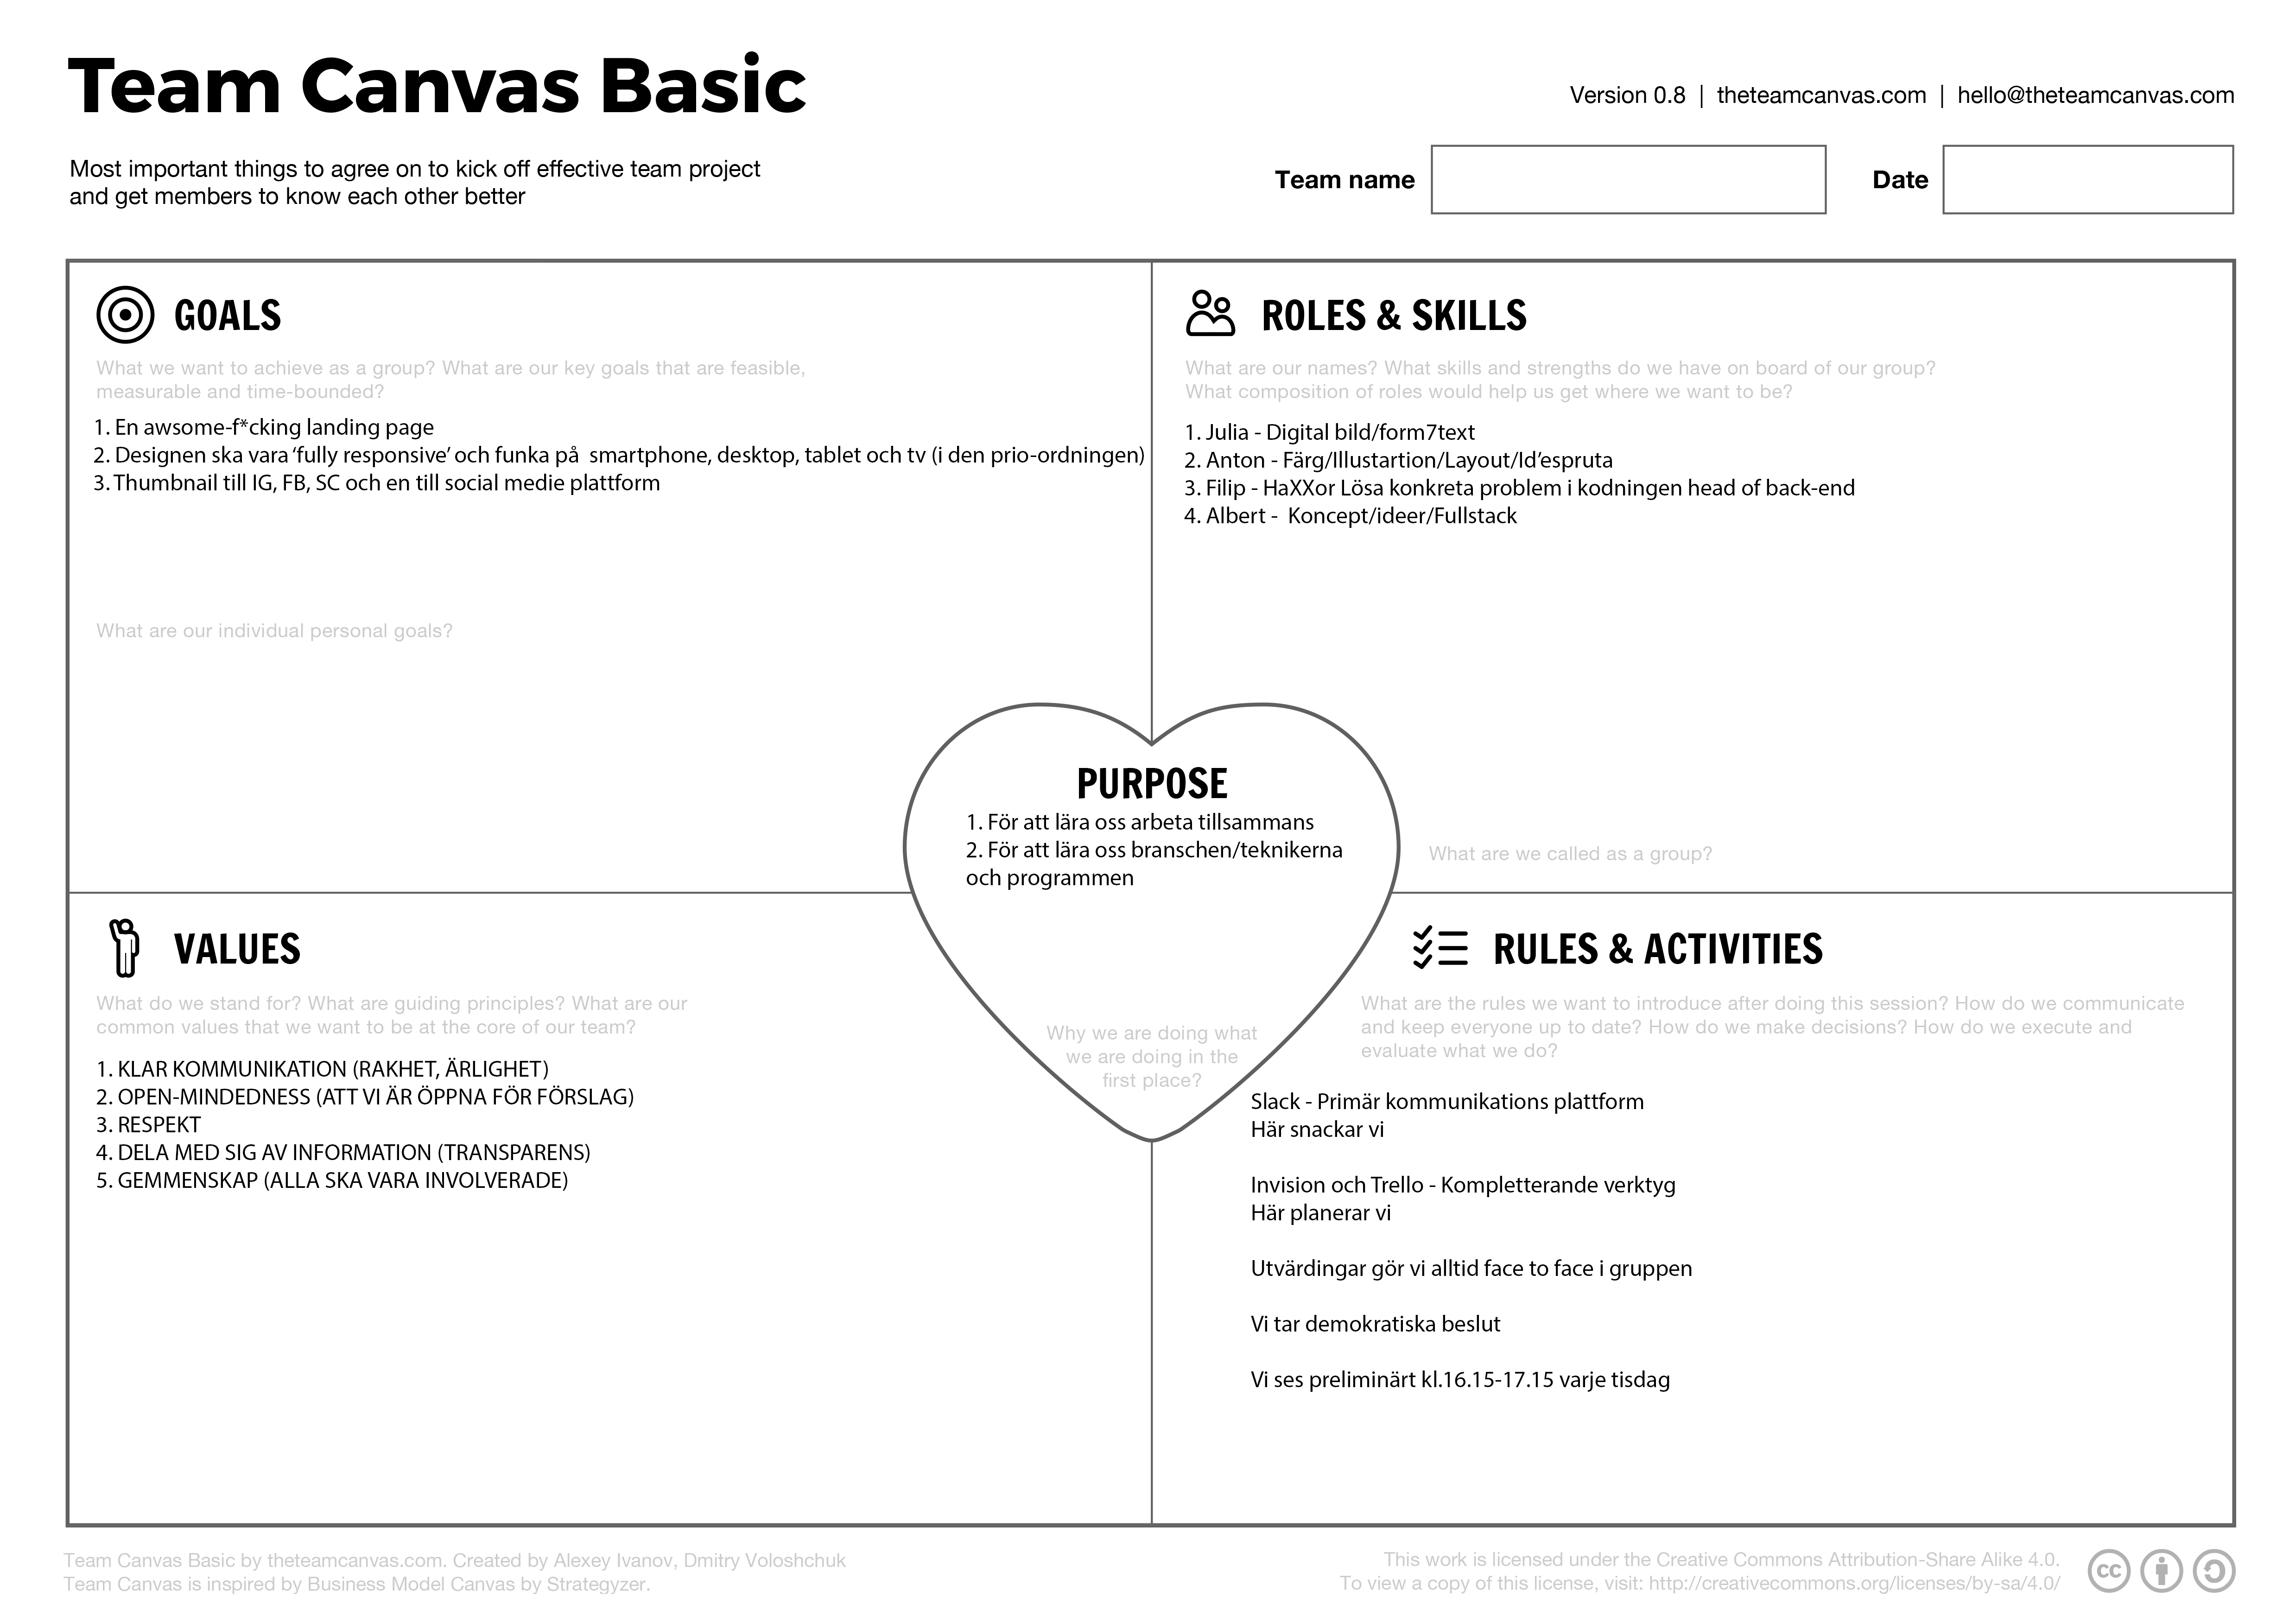 Team Canvas Basic
Version 0.8 | theteamcanvas.com | hello@theteamcanvas.com
Most important things to agree on to kick off effective team project
and get members to know each other better
Team name
Date
GOALS
What we want to achieve as a group? What are our key goals that are feasible,
measurable and time-bounded?
1. En awsome-f*cking landing page
2. Designen ska vara 'fully responsive' och funka på  smartphone, desktop, tablet och tv (i den prio-ordningen)
3. Thumbnail till IG, FB, SC och en till social medie plattform
What are our individual personal goals?
ROLES & SKILLS
What are our names? What skills and strengths do we have on board of our group?
What composition of roles would help us get where we want to be?
1. Julia - Digital bild/form7text
2. Anton - Färg/Illustartion/Layout/Id'espruta
3. Filip - HaXXor Lösa konkreta problem i kodningen head of back-end
4. Albert -  Koncept/ideer/Fullstack
What are we called as a group?
PURPOSE
1. För att lära oss arbeta tillsammans
2. För att lära oss branschen/teknikerna
och programmen
Why we are doing what
we are doing in the
first place?
VALUES
What do we stand for? What are guiding principles? What are our
common values that we want to be at the core of our team?
1. KLAR KOMMUNIKATION (RAKHET, ÄRLIGHET)
2. OPEN-MINDEDNESS (ATT VI ÄR ÖPPNA FÖR FÖRSLAG)
3. RESPEKT
4. DELA MED SIG AV INFORMATION (TRANSPARENS)
5. GEMMENSKAP (ALLA SKA VARA INVOLVERADE)
RULES & ACTIVITIES
What are the rules we want to introduce after doing this session? How do we communicate
and keep everyone up to date? How do we make decisions? How do we execute and
evaluate what we do?
Slack - Primär kommunikations plattform
Här snackar vi
Invision och Trello - Kompletterande verktyg
Här planerar vi
Utvärdingar gör vi alltid face to face i gruppen
Vi tar demokratiska beslut
Vi ses preliminärt kl.16.15-17.15 varje tisdag
Team Canvas Basic by theteamcanvas.com. Created by Alexey Ivanov, Dmitry Voloshchuk
Team Canvas is inspired by Business Model Canvas by Strategyzer.
This work is licensed under the Creative Commons Attribution-Share Alike 4.0.
To view a copy of this license, visit: http://creativecommons.org/licenses/by-sa/4.0/
cc